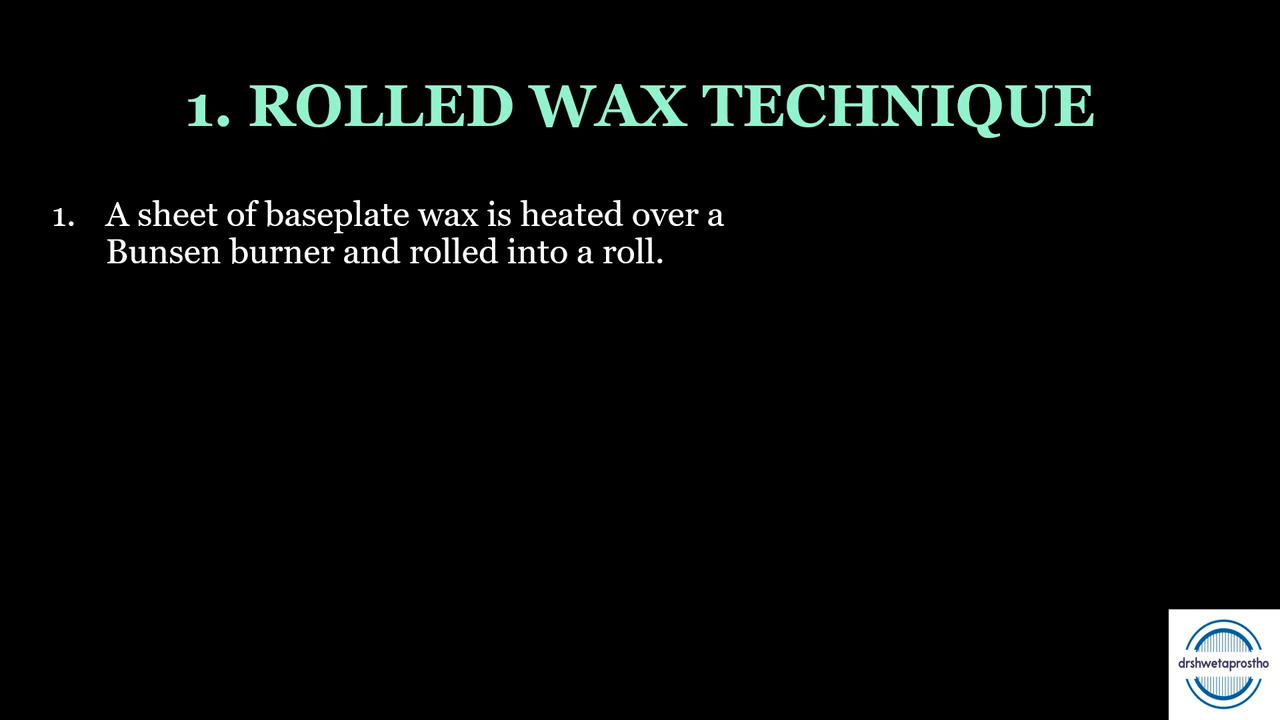 1. ROLLED WAX TECHNIQUE
1. A sheet of baseplate wax is heated over a
Bunsen burner and rolled into a roll.
drshwetaprostho